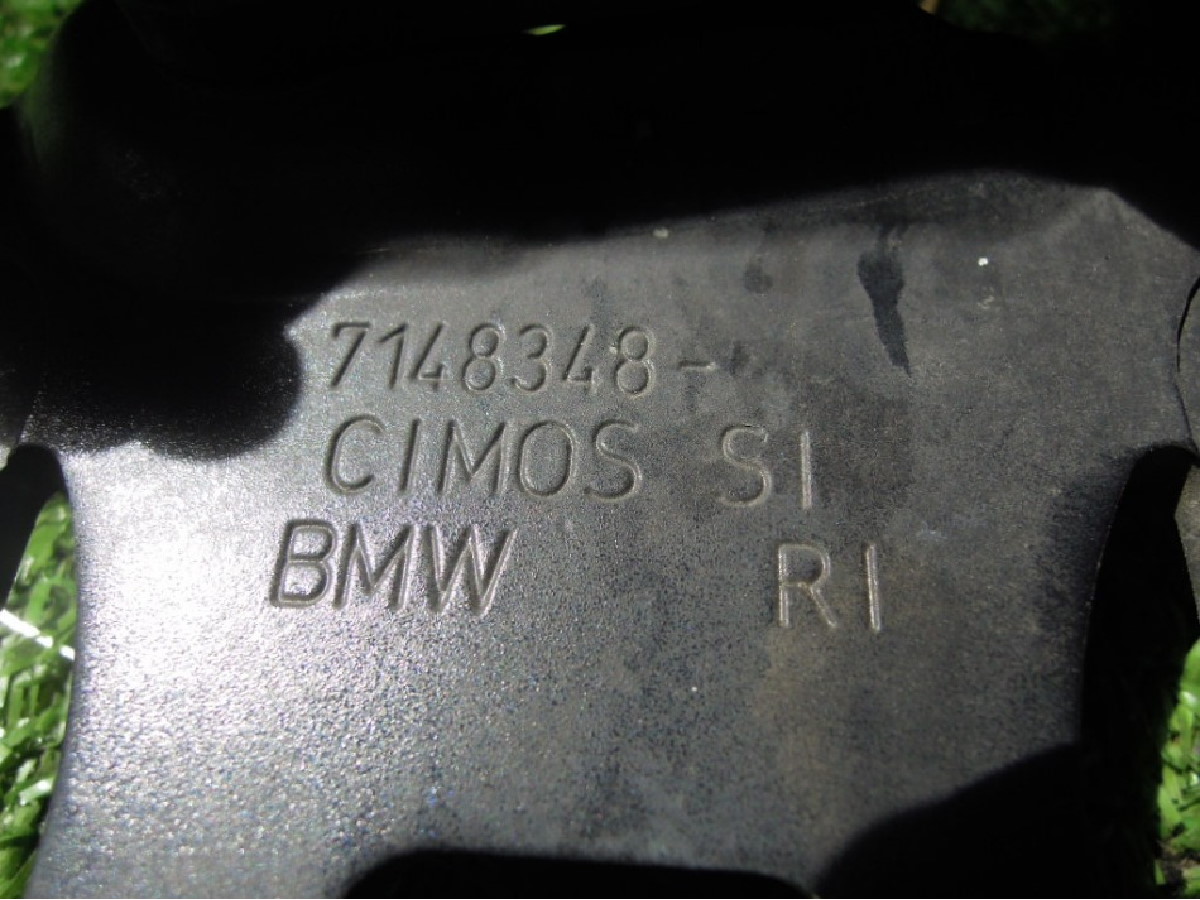 7148348-
CIMOS SI
BMW RI